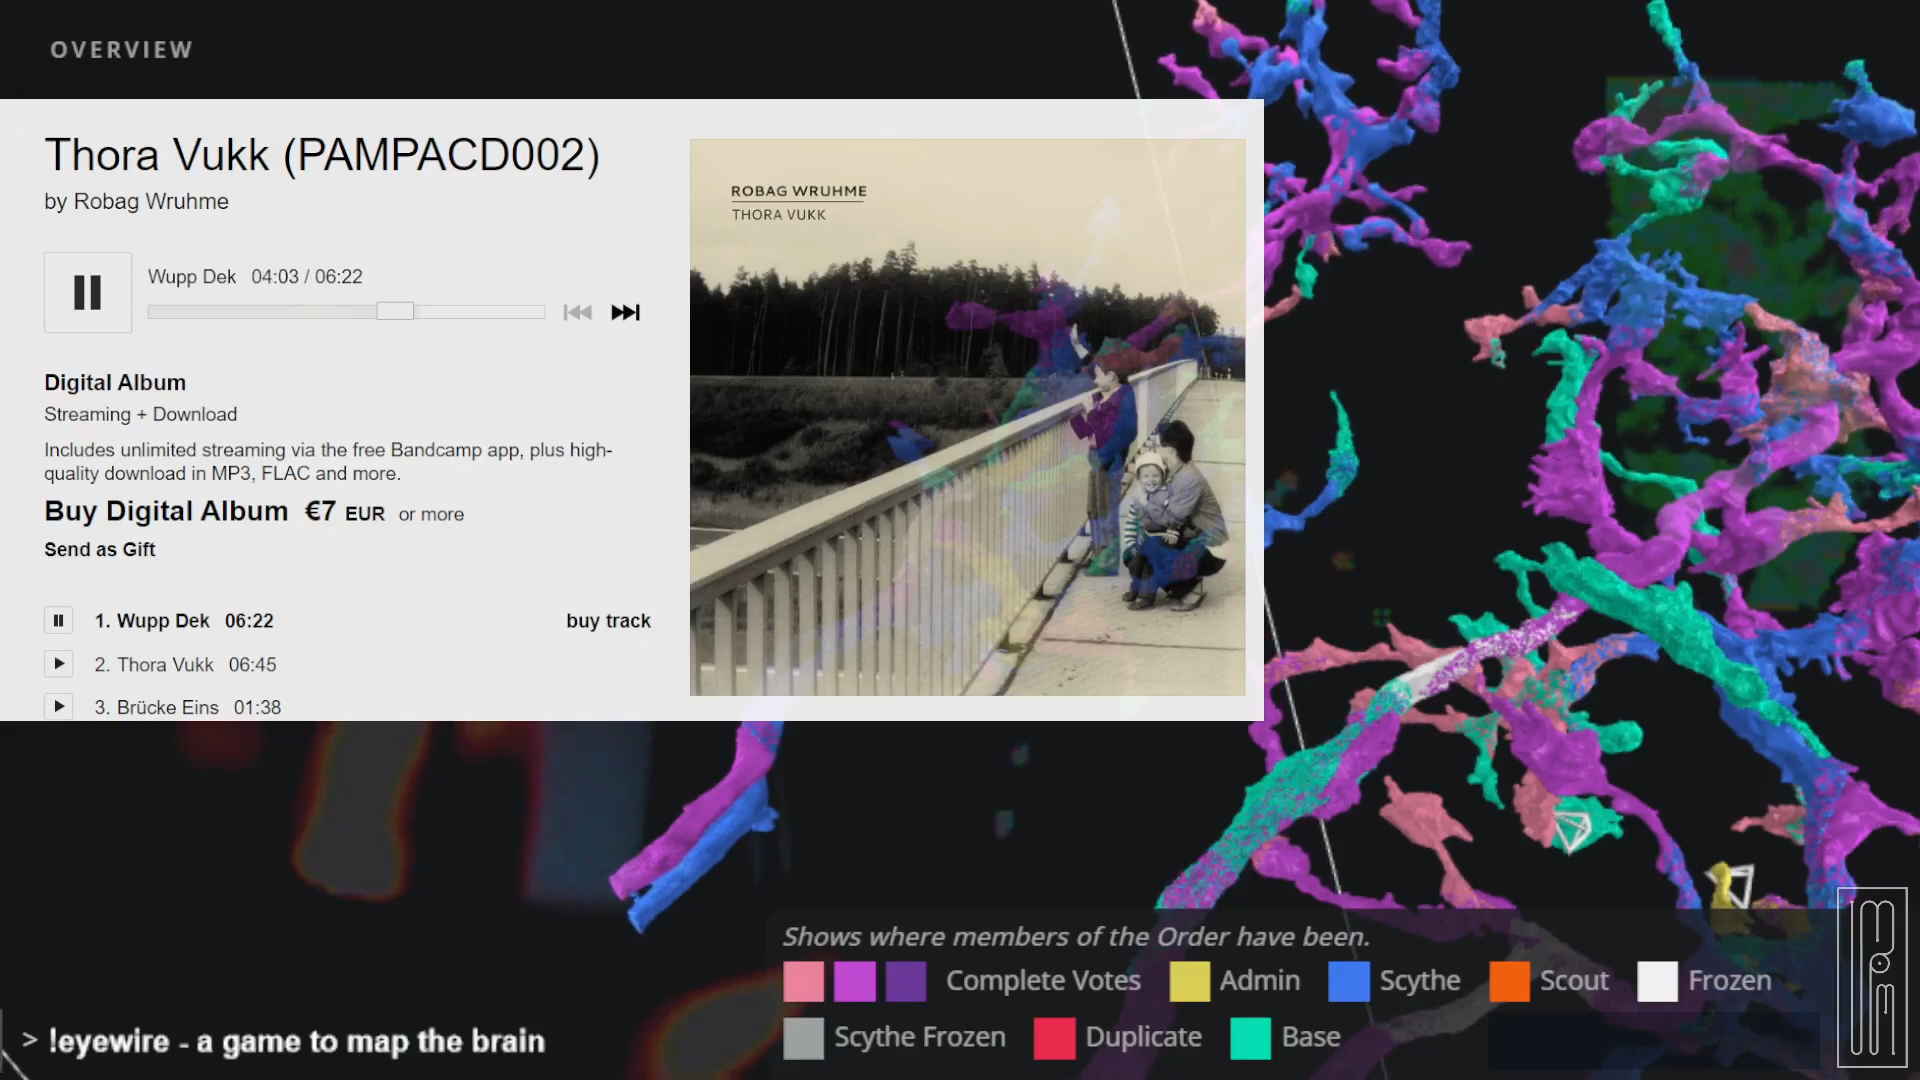 OVERVIEW
Thora Vukk (PAMPACD002)
by Robag Wruhme
Wupp Dek 04:03 / 06:22
Digital Album
Streaming + Download
Includes unlimited streaming via the free Bandcamp app, plus high-
quality download in MP3, FLAC and more.
Buy Digital Album €7 EUR or more
Send as Gift
1. Wupp Dek 06:22 buy track
2. Thora Vukk 06:45
3. Brücke Eins 01:38
ROBAG WRUHME
THORA VUKK
Shows where members of the Order have been.
Complete Votes Admin Scythe Scout Frozen
Scythe Frozen Duplicate Base
> !eyewire - a game to map the brain